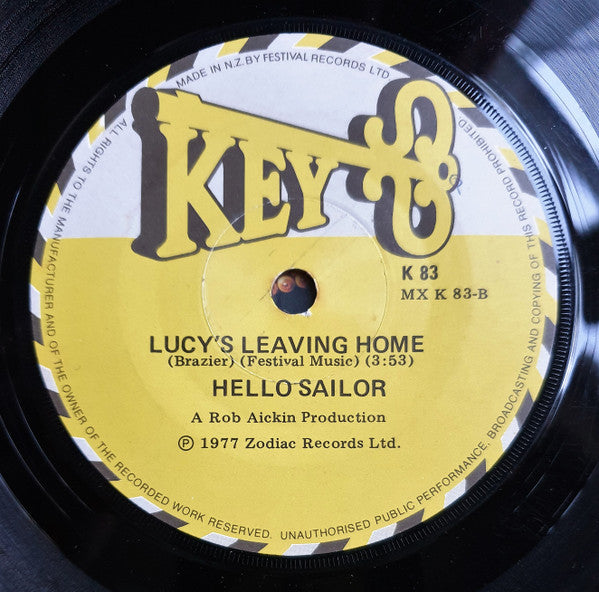 MADE IN N.Z. BY FESTIVAL RECORDS LTD
KEY
K 83
MX K 83-B
LUCY'S LEAVING HOME
(Brazier) (Festival Music) (3:53)
HELLO SAILOR
A Rob Aickin Production
℗ 1977 Zodiac Records Ltd.
ALL RIGHTS TO THE MANUFACTURER AND OF THE OWNER OF THE RECORDED WORK RESERVED. UNAUTHORISED PUBLIC PERFORMANCE, BROADCASTING AND COPYING OF THIS RECORD PROHIBITED